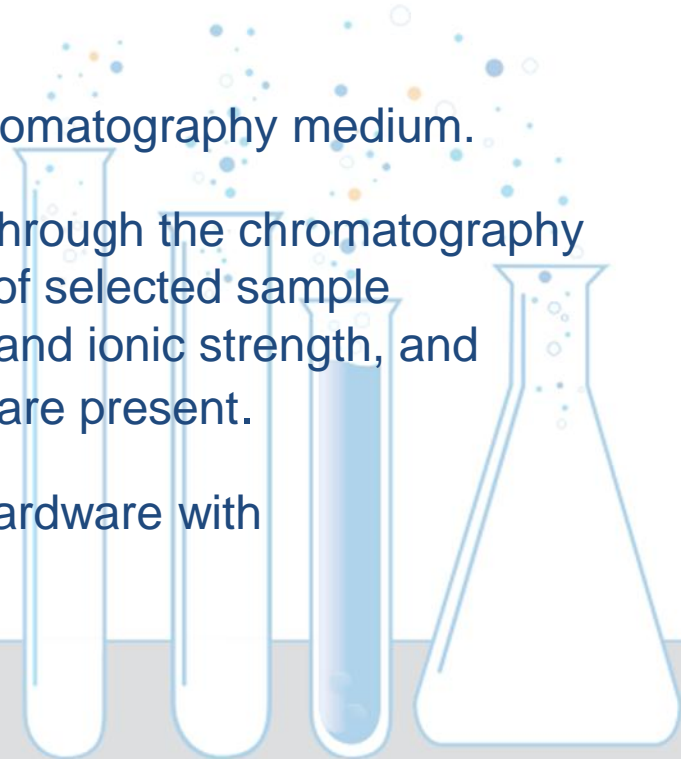 omatography medium.
hrough the chromatography
of selected sample
and ionic strength, and
are present.
ardware with